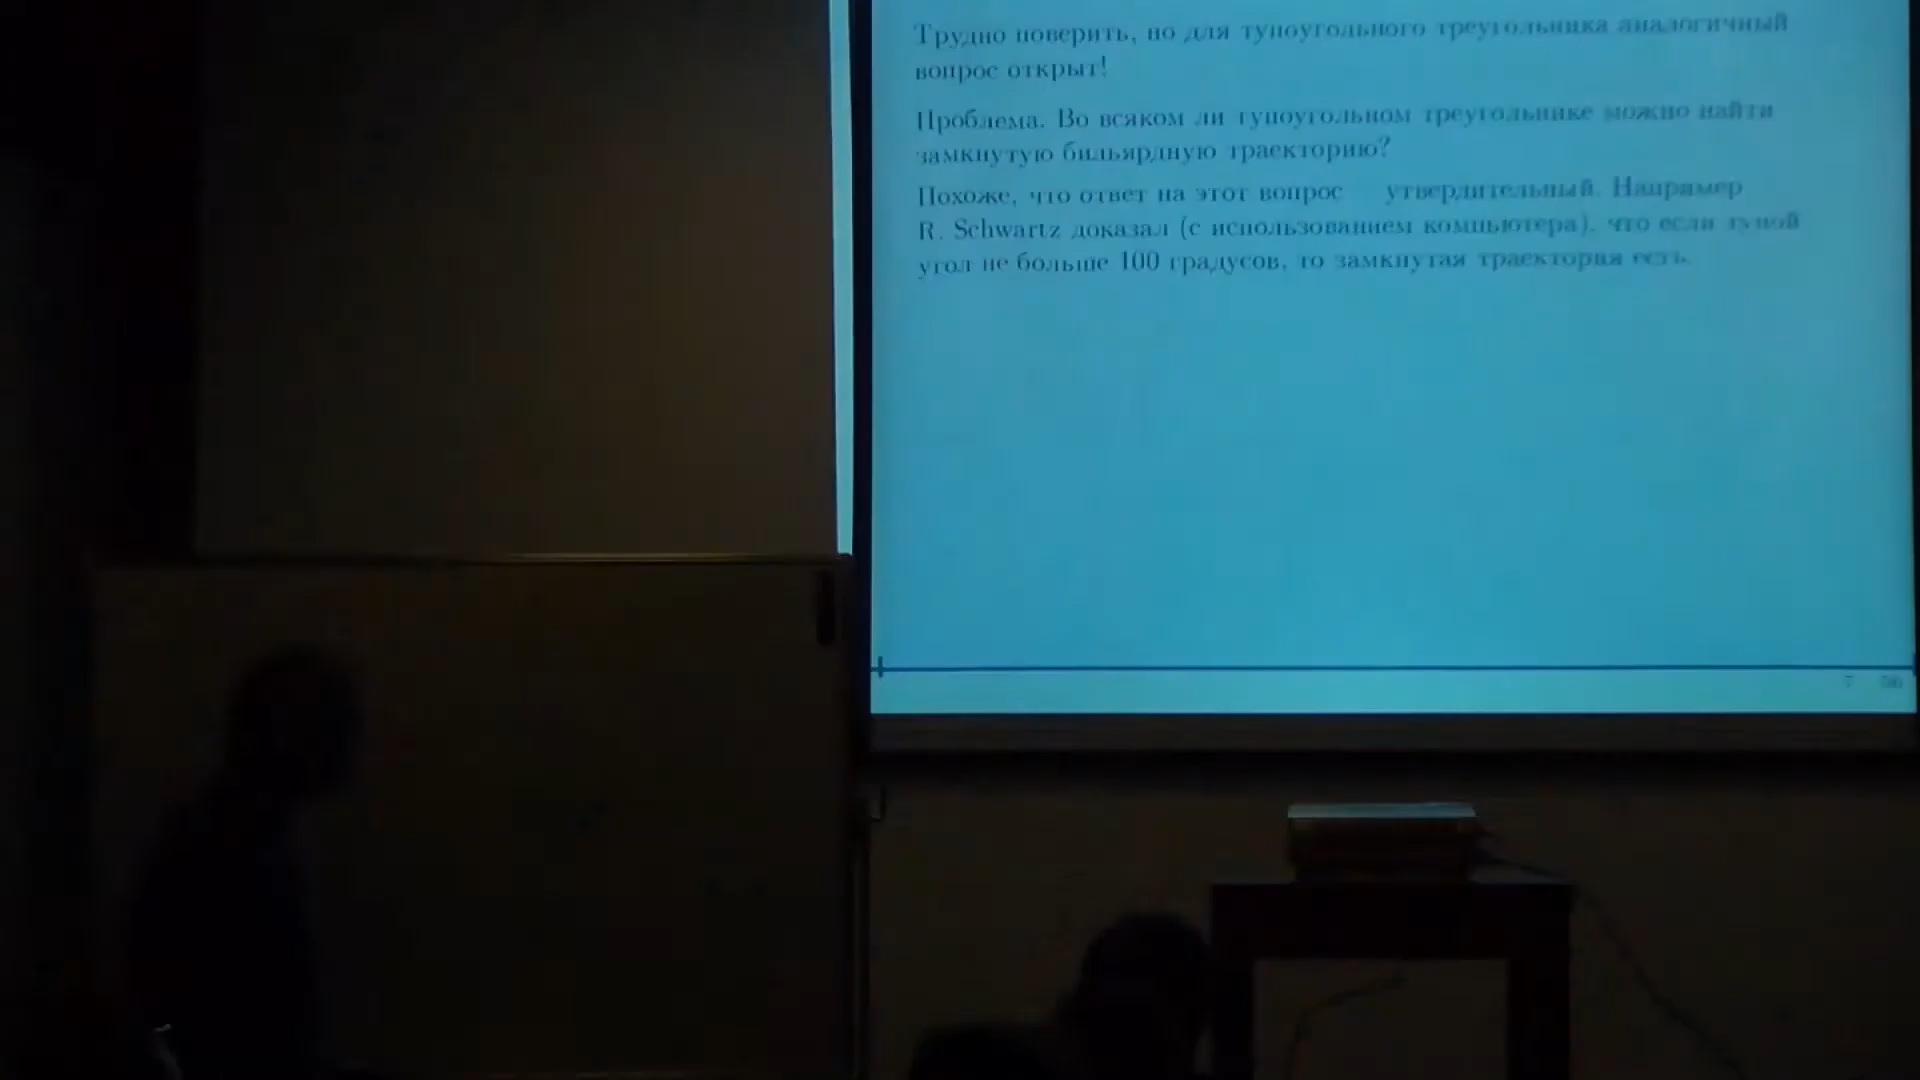 Трудно поверить, но для тупоугольного треугольника аналогичный
вопрос открыт!
Проблема. Во всяком ли тупоугольном треугольнике можно найти
замкнутую бильярдную траекторию?
Похоже, что ответ на этот вопрос утвердительный. Например
R. Schwartz доказал (с использованием компьютера), что если тупой
угол не больше 100 градусов, то замкнутая траектория есть.
7